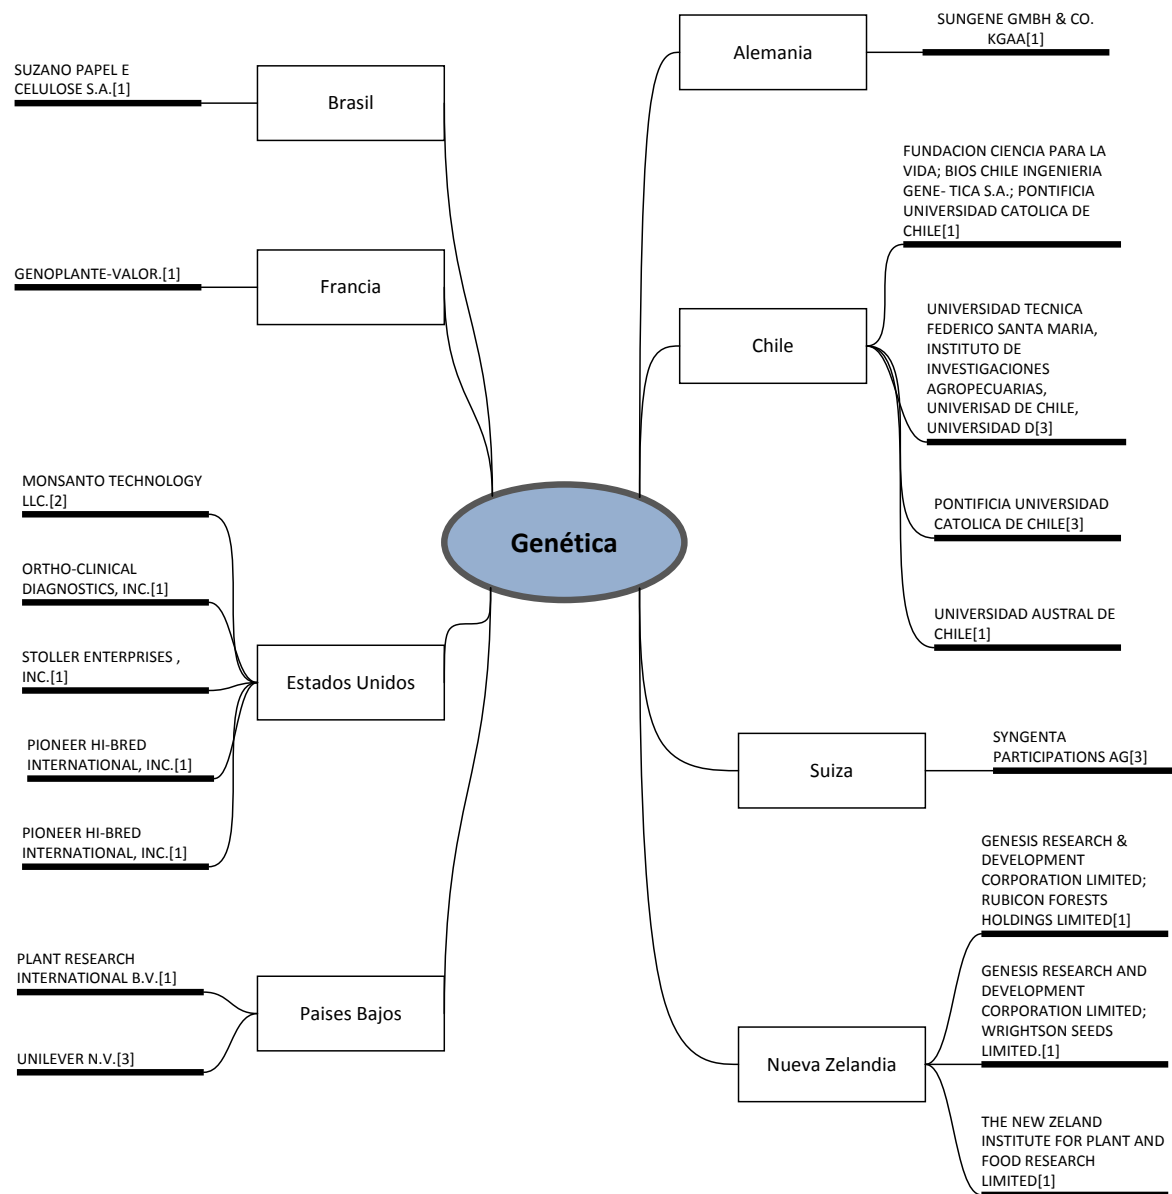 SUZANO PAPEL E
CELULOSE S.A.[1]
Brasil
GENOPLANTE-VALOR.[1]
Francia
MONSANTO TECHNOLOGY
LLC.[2]
ORTHO-CLINICAL
DIAGNOSTICS, INC.[1]
STOLLER ENTERPRISES ,
INC.[1]
PIONEER HI-BRED
INTERNATIONAL, INC.[1]
PIONEER HI-BRED
INTERNATIONAL, INC.[1]
Estados Unidos
PLANT RESEARCH
INTERNATIONAL B.V.[1]
UNILEVER N.V.[3]
Paises Bajos
Genética
Alemania
SUNGENE GMBH & CO.
KGAA[1]
Chile
FUNDACION CIENCIA PARA LA
VIDA; BIOS CHILE INGENIERIA
GENE- TICA S.A.; PONTIFICIA
UNIVERSIDAD CATOLICA DE
CHILE[1]
UNIVERSIDAD TECNICA
FEDERICO SANTA MARIA,
INSTITUTO DE
INVESTIGACIONES
AGROPECUARIAS,
UNIVERISAD DE CHILE,
UNIVERSIDAD D[3]
PONTIFICIA UNIVERSIDAD
CATOLICA DE CHILE[3]
UNIVERSIDAD AUSTRAL DE
CHILE[1]
Suiza
SYNGENTA
PARTICIPATIONS AG[3]
Nueva Zelandia
GENESIS RESEARCH &
DEVELOPMENT
CORPORATION LIMITED;
RUBICON FORESTS
HOLDINGS LIMITED[1]
GENESIS RESEARCH AND
DEVELOPMENT
CORPORATION LIMITED;
WRIGHTSON SEEDS
LIMITED.[1]
THE NEW ZELAND
INSTITUTE FOR PLANT AND
FOOD RESEARCH
LIMITED[1]